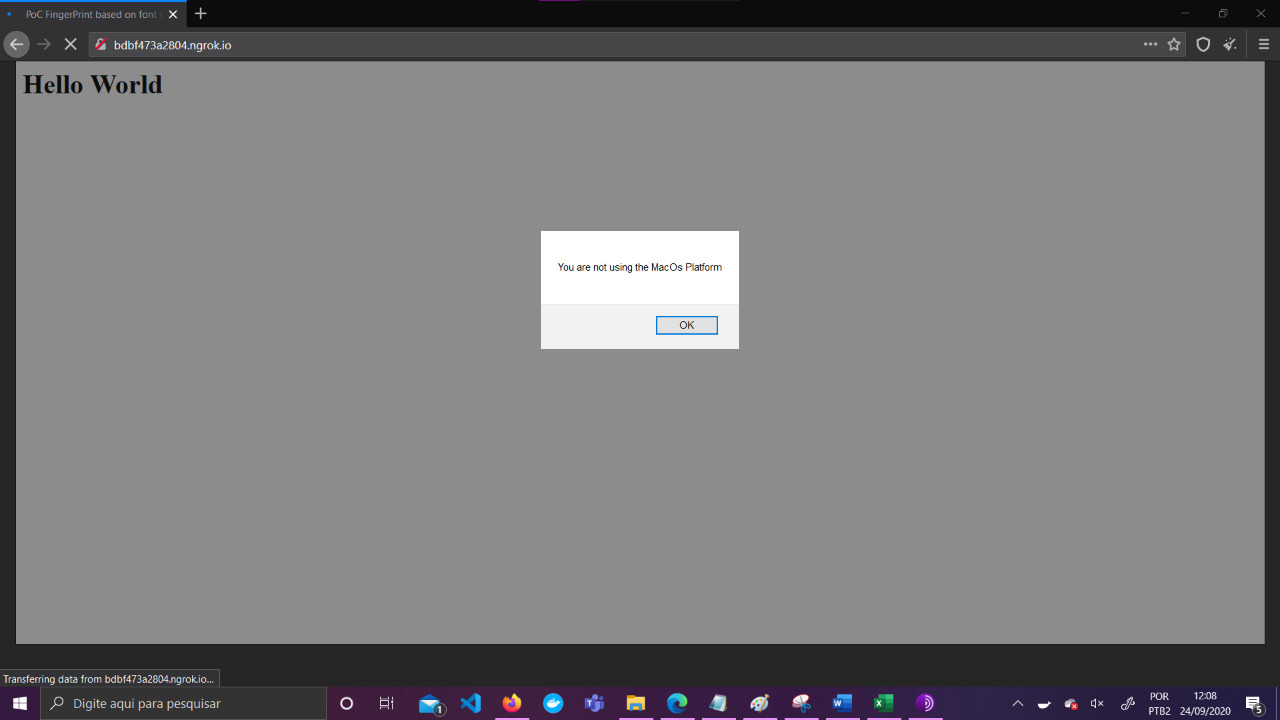 PoC FingerPrint based on font
bdbf473a2804.ngrok.io
Hello World
You are not using the MacOs Platform
OK
Transferring data from bdbf473a2804.ngrok.io...
Digite aqui para pesquisar
1
POR
PTB2
12:08
24/09/2020
5